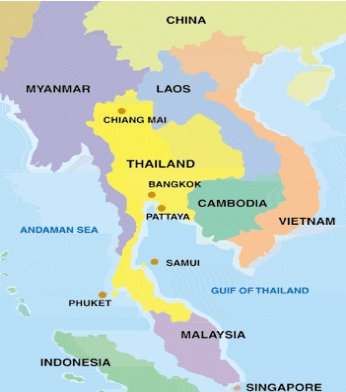 CHINA
MYANMAR
LAOS
CHIANG MAI
THAILAND
BANGKOK
CAMBODIA
PATTAYA
VIETNAM
ANDAMAN SEA
SAMUI
GUIF OF THAILAND
PHUKET
MALAYSIA
INDONESIA
SINGAPORE